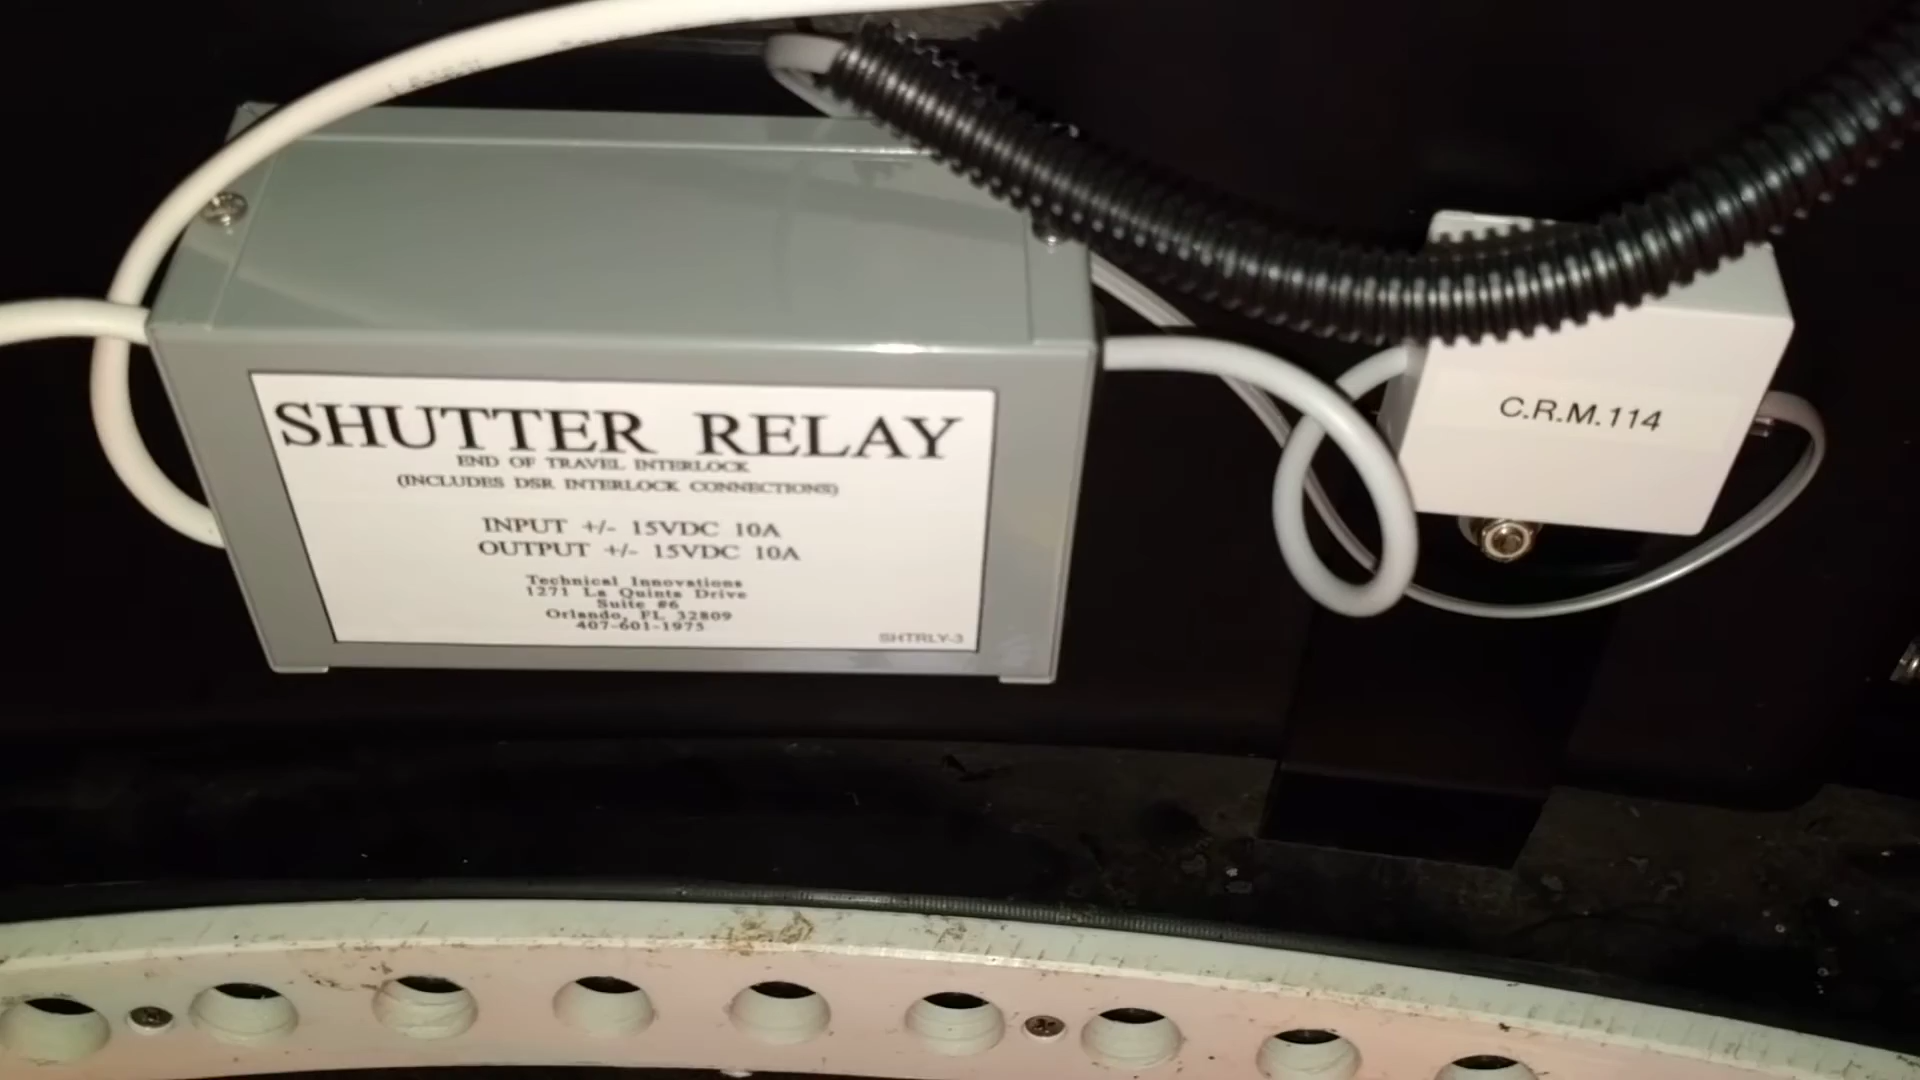 SHUTTER RELAY
END OF TRAVEL INTERLOCK
(INCLUDES DSR INTERLOCK CONNECTIONS)
INPUT +/- 15VDC 10A
OUTPUT +/- 15VDC 10A
Technical Innovations
1271 La Quinta Drive
Suite #6
Orlando, FL 32809
407-601-1975
SHTRLY-3
C.R.M.114